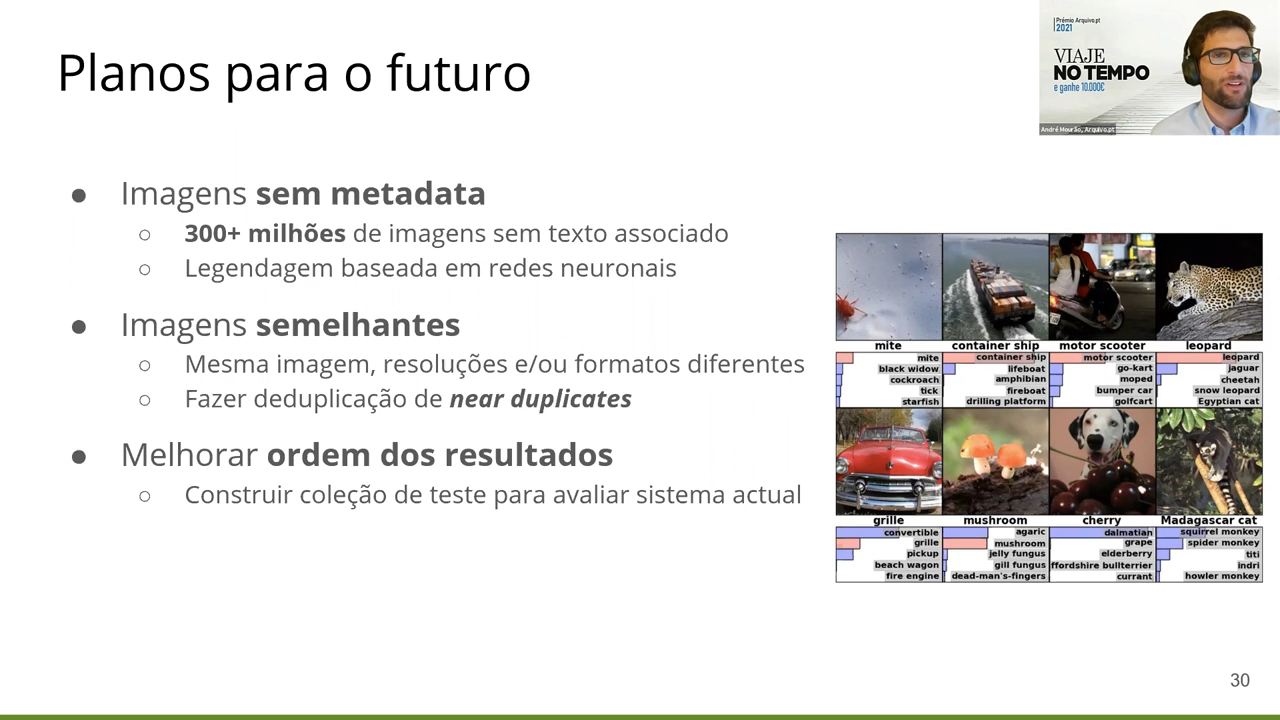 Planos para o futuro
Prémio Arquivo.pt
2021
VIAJE
NO TEMPO
e ganhe 10.000€
André Mourão, Arquivo.pt
● Imagens sem metadata
○ 300+ milhões de imagens sem texto associado
○ Legendagem baseada em redes neuronais
● Imagens semelhantes
○ Mesma imagem, resoluções e/ou formatos diferentes
○ Fazer deduplicação de near duplicates
● Melhorar ordem dos resultados
○ Construir coleção de teste para avaliar sistema actual
mite container ship motor scooter leopard
mite container ship motor scooter leopard
black widow lifeboat go-kart jaguar
cockroach amphibian moped cheetah
tick fireboat bumper car snow leopard
starfish drilling platform golfcart Egyptian cat
grille mushroom cherry Madagascar cat
convertible agaric dalmatian squirrel monkey
grille mushroom grape spider monkey
pickup jelly fungus elderberry titi
beach wagon gill fungus ffordshire bullterrier indri
fire engine dead-man's-fingers currant howler monkey
30